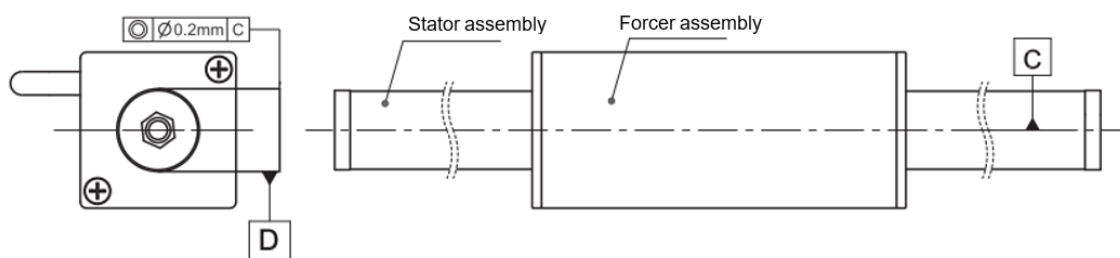 ◎ Ø0.2mm C
Stator assembly
Forcer assembly
C
D